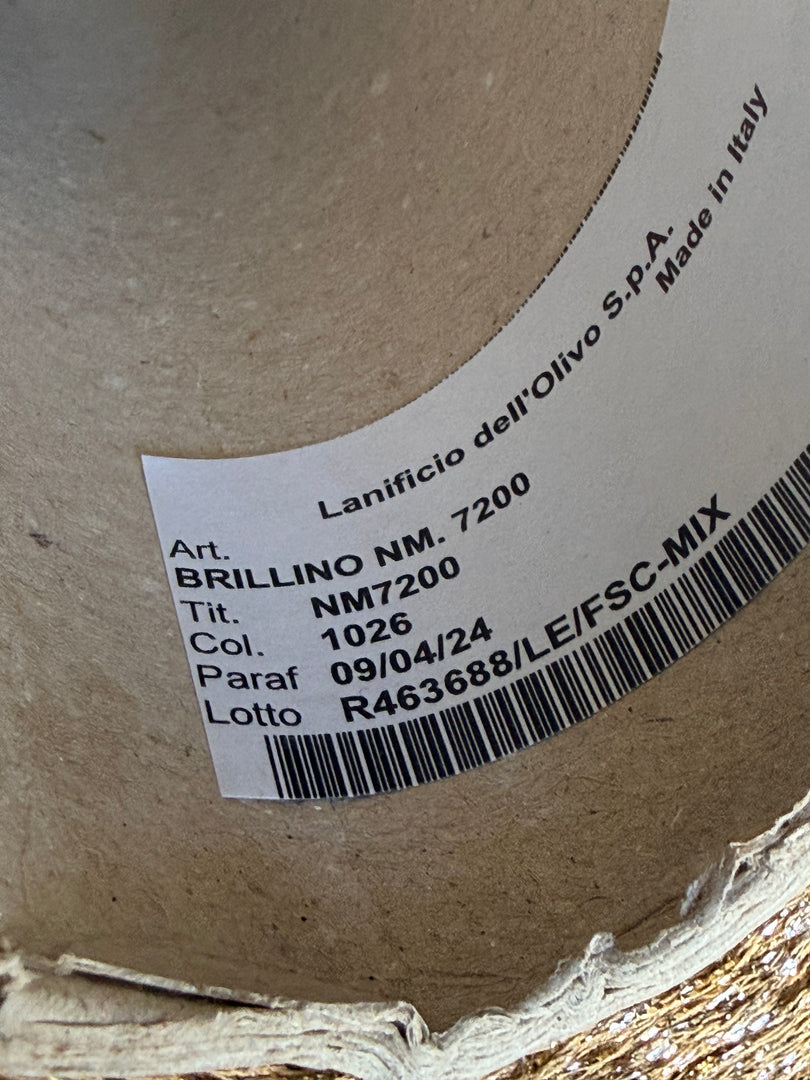 Lanificio dell'Olivo S.p.A.
Made in Italy
Art.
BRILLINO NM. 7200
Tit. NM7200
Col. 1026
Paraf 09/04/24
Lotto R463688/LE/FSC-MIX